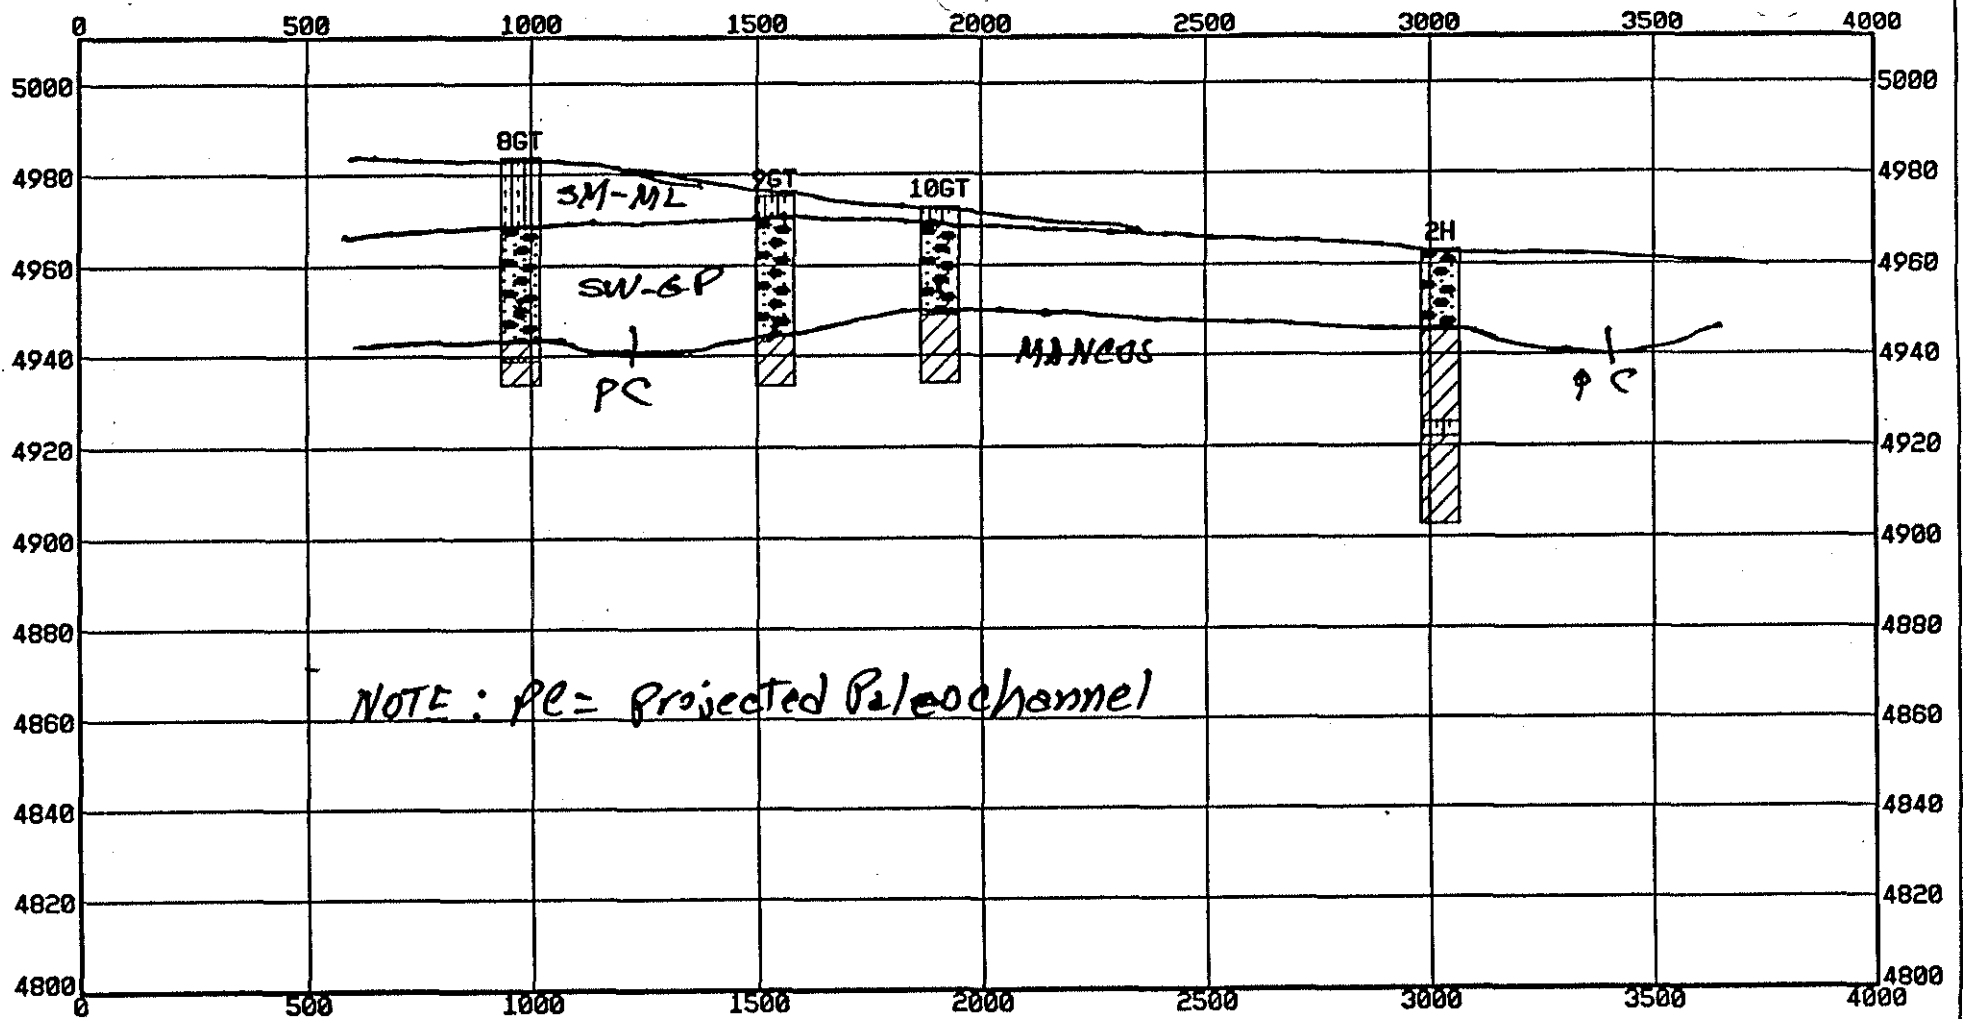 0 500 1000 1500 2000 2500 3000 3500 4000
5000 5000
8GT
4980 9GT 4980
SM-ML 10GT
2H
4960 4960
SW-GP
4940 MANCOS 4940
PC PC
4920 4920
4900 4900
4880 4880
NOTE: PC= Projected Paleochannel
4860 4860
4840 4840
4820 4820
4800 4800
0 500 1000 1500 2000 2500 3000 3500 4000